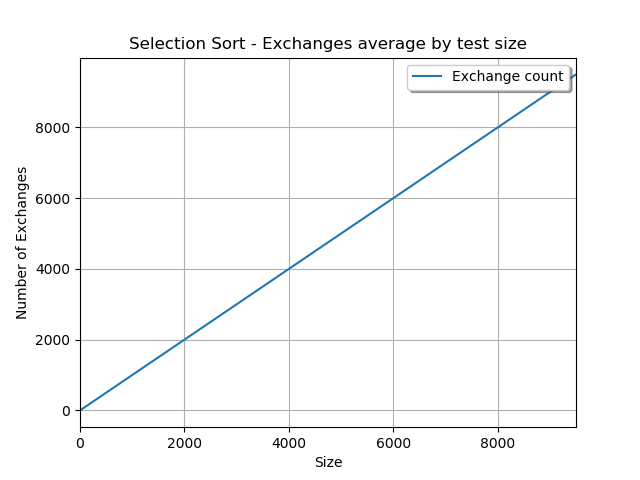 Selection Sort - Exchanges average by test size
Exchange count
Number of Exchanges
8000
6000
4000
2000
0
0 2000 4000 6000 8000
Size